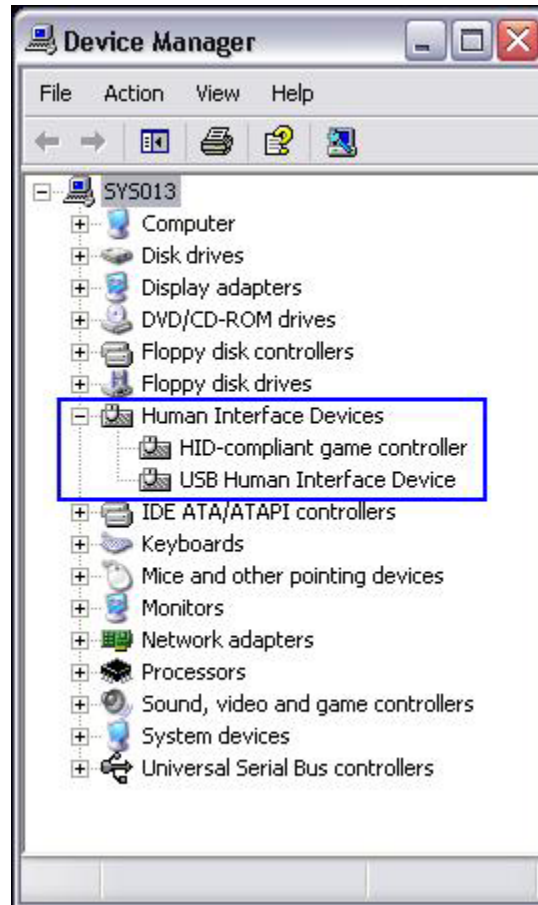 Device Manager
File Action View Help
SYS013
Computer
Disk drives
Display adapters
DVD/CD-ROM drives
Floppy disk controllers
Floppy disk drives
Human Interface Devices
HID-compliant game controller
USB Human Interface Device
IDE ATA/ATAPI controllers
Keyboards
Mice and other pointing devices
Monitors
Network adapters
Processors
Sound, video and game controllers
System devices
Universal Serial Bus controllers